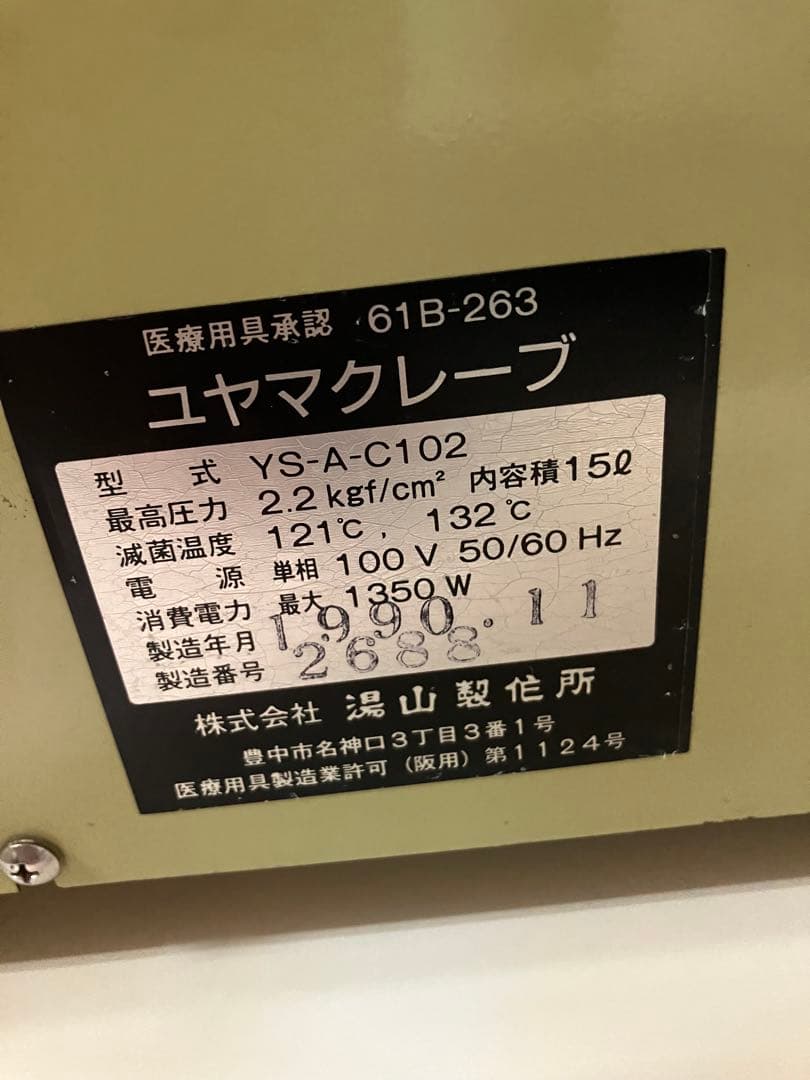 医療用具承認 61B-263
ユヤマクレーブ
型 式 YS-A-C102
最高圧力 2.2 kgf/cm² 内容積 15ℓ
滅菌温度 121℃, 132℃
電 源 単相 100 V 50/60 Hz
消費電力 最大 1350 W
製造年月 1990.11
製造番号 2688
株式会社 湯山製作所
豊中市名神口3丁目3番1号
医療用具製造業許可 (阪用) 第1124号